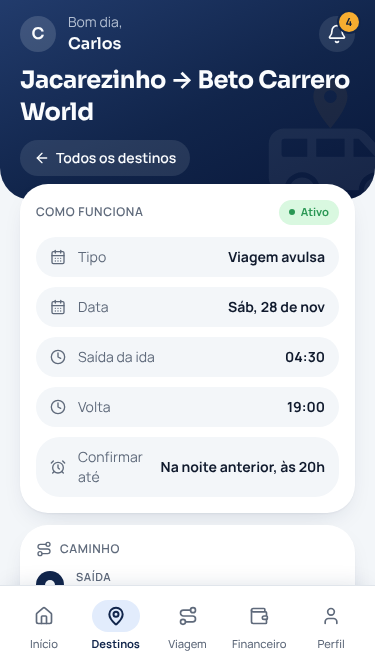 C
Bom dia,
Carlos
4
Jacarezinho → Beto Carrero
World
← Todos os destinos
COMO FUNCIONA
Ativo
Tipo
Viagem avulsa
Data
Sáb, 28 de nov
Saída da ida
04:30
Volta
19:00
Confirmar
até
Na noite anterior, às 20h
CAMINHO
SAÍDA
Início
Destinos
Viagem
Financeiro
Perfil